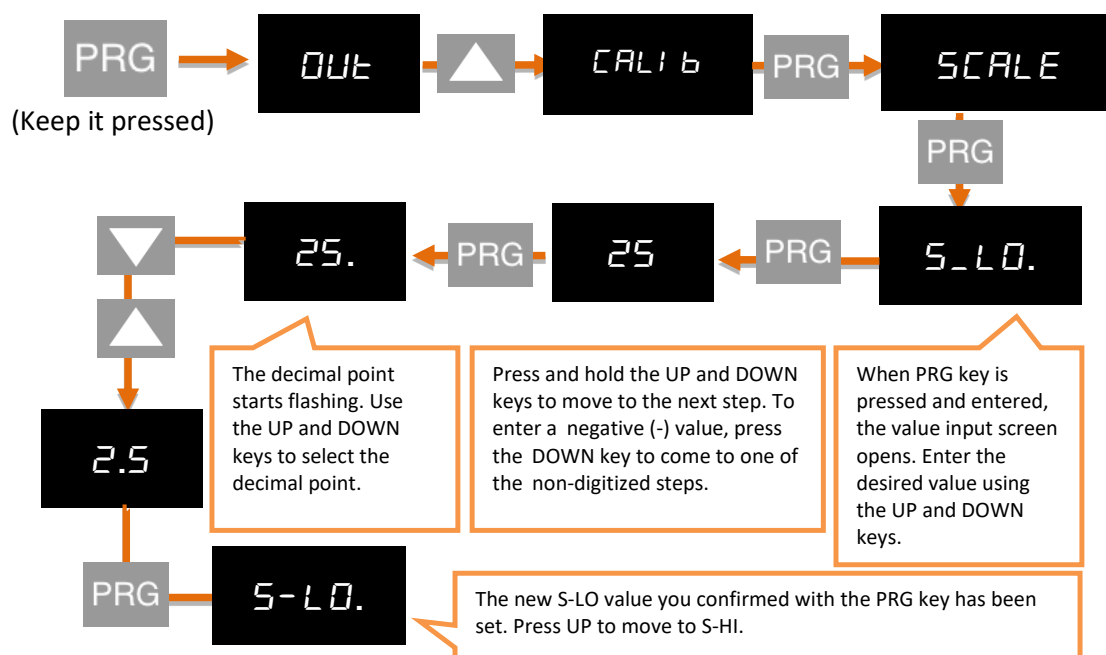 PRG
OUt
CALIb
PRG
SCALE
(Keep it pressed)
PRG
25.
PRG
25
PRG
S_LO.
The decimal point
starts flashing. Use
the UP and DOWN
keys to select the
decimal point.
Press and hold the UP and DOWN
keys to move to the next step. To
enter a negative (-) value, press
the DOWN key to come to one of
the non-digitized steps.
When PRG key is
pressed and entered,
the value input screen
opens. Enter the
desired value using
the UP and DOWN
keys.
2.5
PRG
S-LO.
The new S-LO value you confirmed with the PRG key has been
set. Press UP to move to S-HI.